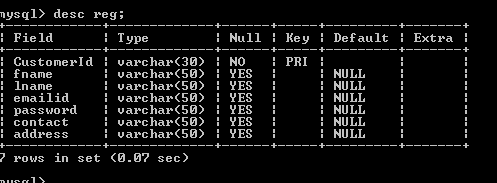 mysql> desc reg;
+------------+-------------+------+-----+---------+-------+
| Field      | Type        | Null | Key | Default | Extra |
+------------+-------------+------+-----+---------+-------+
| CustomerId | varchar(30) | NO   | PRI |         |       |
| fname      | varchar(50) | YES  |     | NULL    |       |
| lname      | varchar(50) | YES  |     | NULL    |       |
| emailid    | varchar(50) | YES  |     | NULL    |       |
| password   | varchar(50) | YES  |     | NULL    |       |
| contact    | varchar(50) | YES  |     | NULL    |       |
| address    | varchar(50) | YES  |     | NULL    |       |
+------------+-------------+------+-----+---------+-------+
7 rows in set (0.07 sec)
mysql>